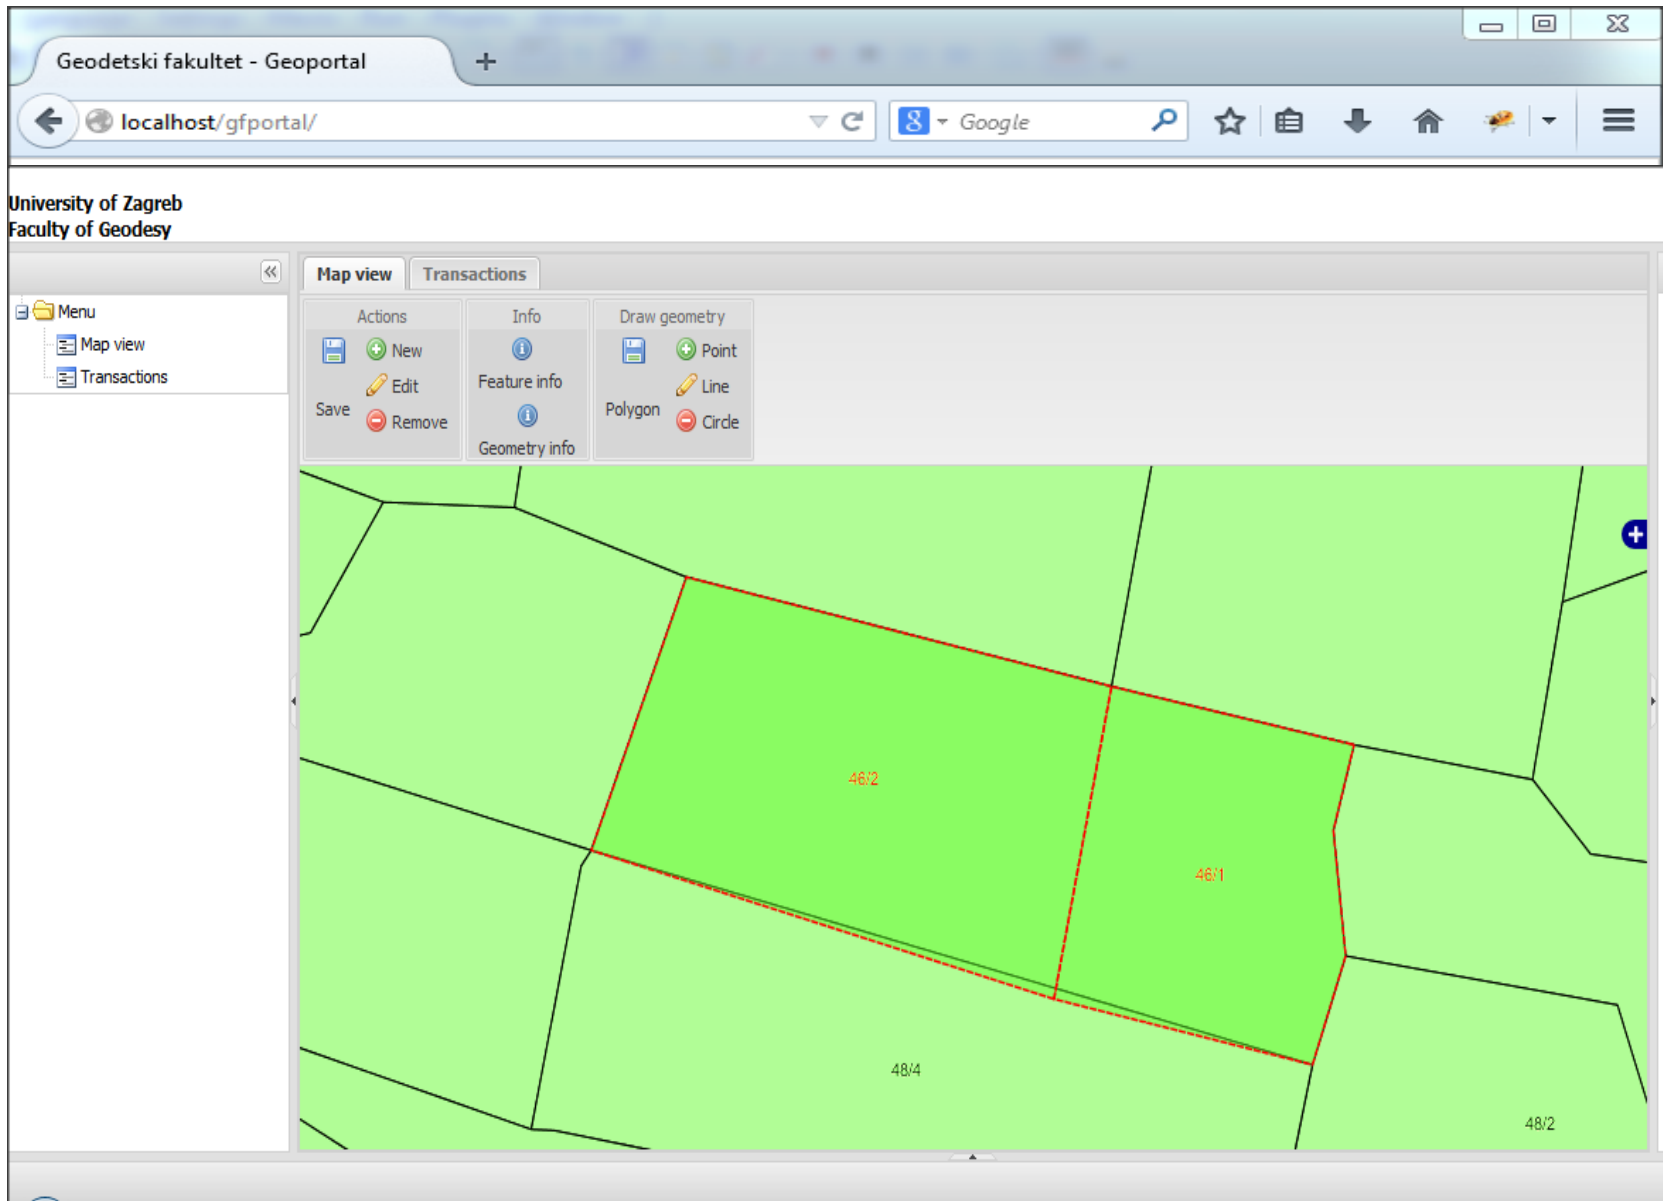 Geodetski fakultet - Geoportal
localhost/gfportal/
8 Google
University of Zagreb
Faculty of Geodesy
Map view Transactions
Menu
Map view
Transactions
Actions Info Draw geometry
New Point
Edit Feature info Line
Save Polygon
Remove Circle
Geometry info
46/2
46/1
48/4
48/2